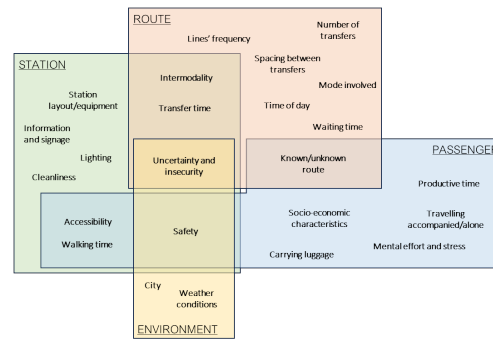 ROUTE
Number of
transfers
Lines' frequency
Spacing between
transfers
Mode involved
Time of day
Waiting time
STATION
Intermodality
Station
layout/equipment
Transfer time
Information
and signage
Lighting
Cleanliness
Uncertainty and
insecurity
Known/unknown
route
PASSENGER
Productive time
Accessibility
Walking time
Safety
Socio-economic
characteristics
Travelling
accompanied/alone
Mental effort and stress
Carrying luggage
City
Weather
conditions
ENVIRONMENT